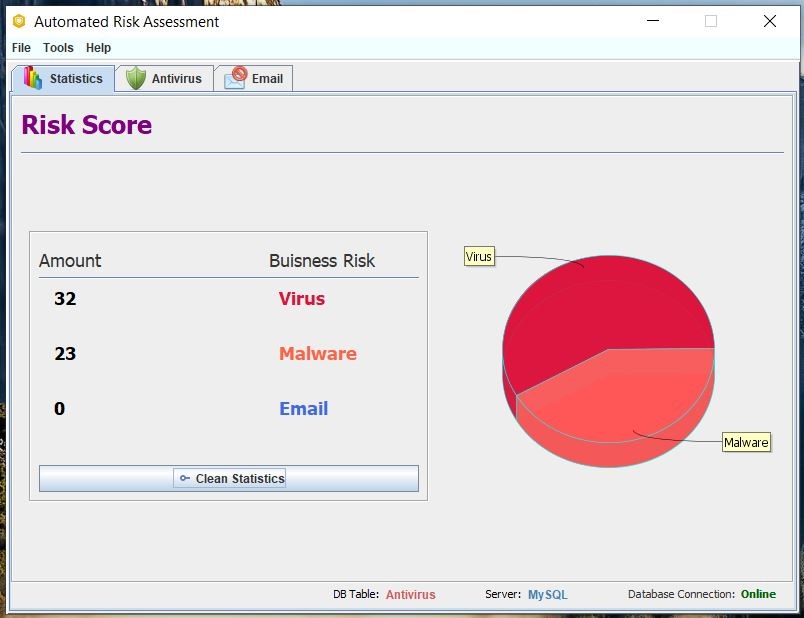 Automated Risk Assessment
File Tools Help
Statistics Antivirus Email
Risk Score
Amount Buisness Risk
32 Virus
23 Malware
0 Email
Clean Statistics
Virus
Malware
DB Table: Antivirus Server: MySQL Database Connection: Online